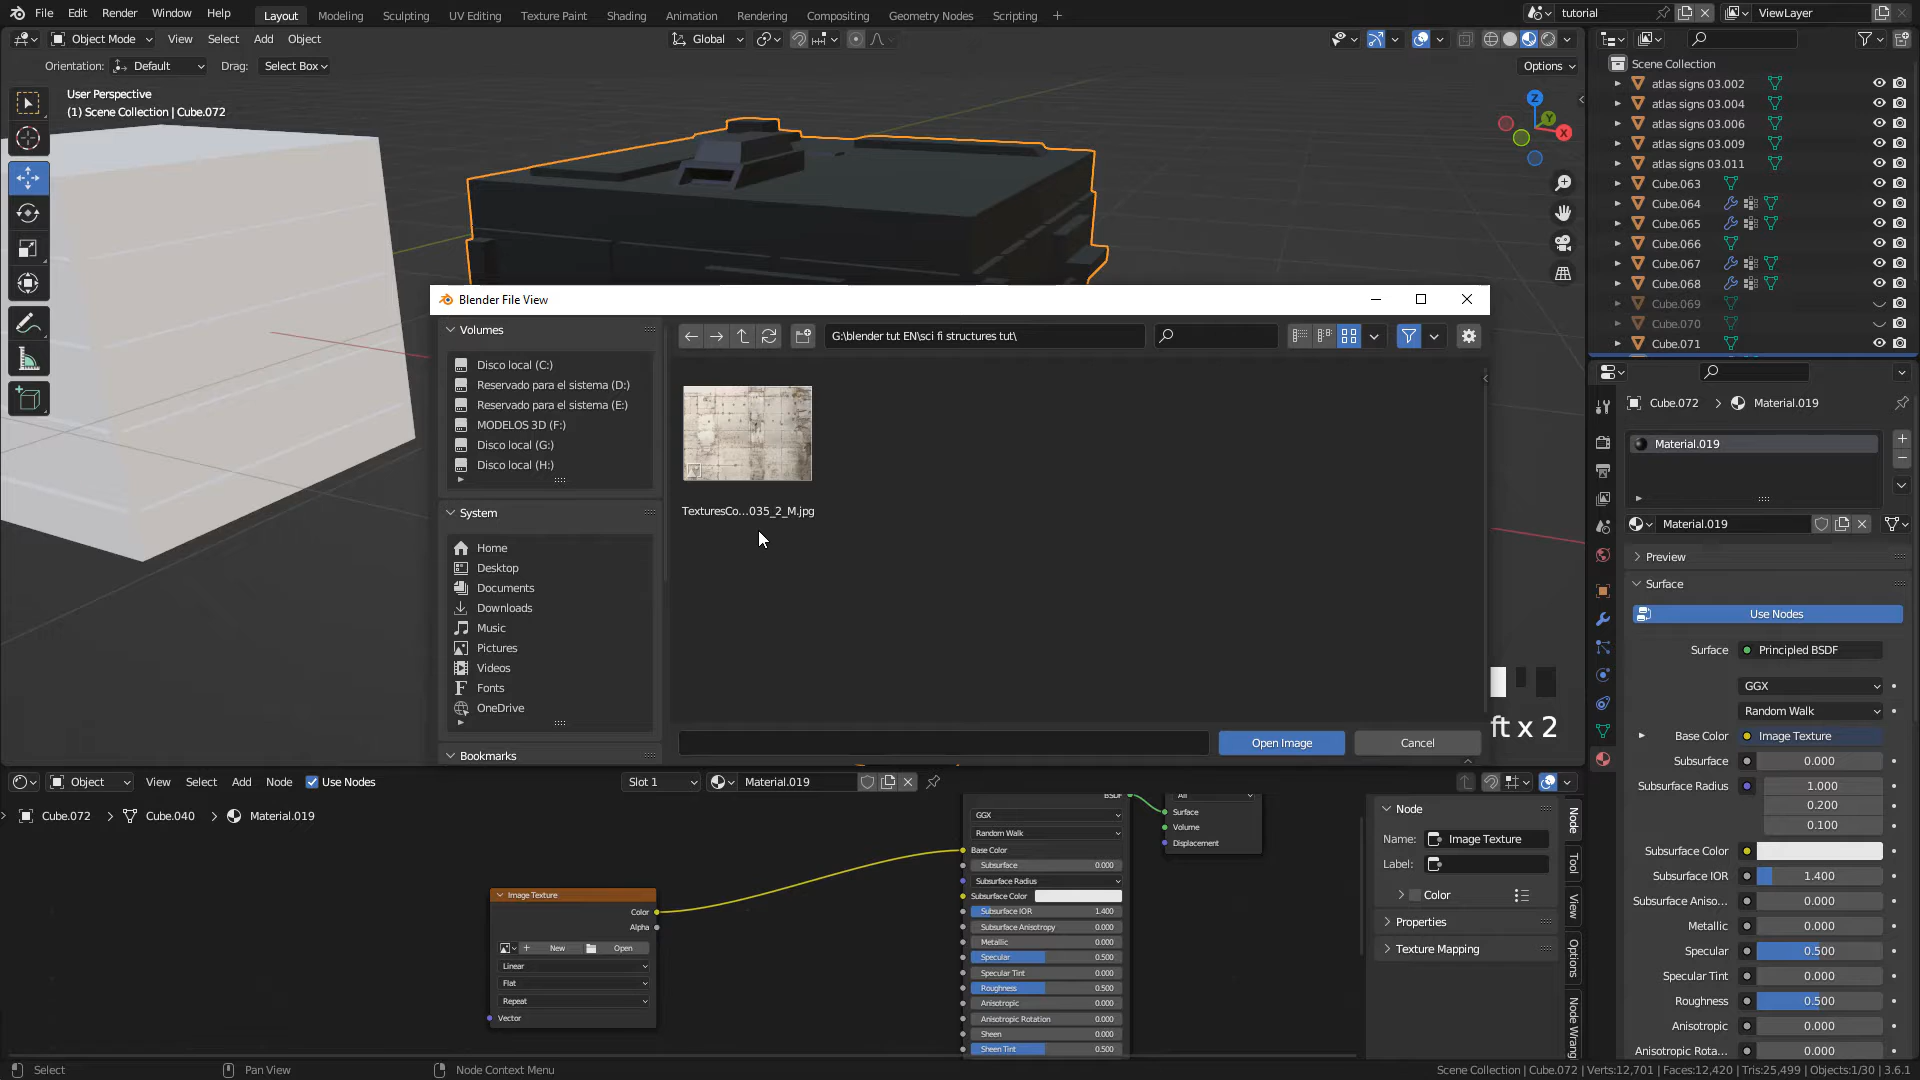 File Edit Render Window Help Layout Modeling Sculpting UV Editing Texture Paint Shading Animation Rendering Compositing Geometry Nodes Scripting + tutorial ViewLayer
Object Mode View Select Add Object Global
Orientation: Default Drag: Select Box Options
User Perspective
(1) Scene Collection | Cube.072
Z
Y
X
Scene Collection
atlas signs 03.002
atlas signs 03.004
atlas signs 03.006
atlas signs 03.009
atlas signs 03.011
Cube.063
Cube.064
Cube.065
Cube.066
Cube.067
Cube.068
Cube.069
Cube.070
Cube.071
Blender File View
Volumes
Disco local (C:)
Reservado para el sistema (D:)
Reservado para el sistema (E:)
MODELOS 3D (F:)
Disco local (G:)
Disco local (H:)
System
Home
Desktop
Documents
Downloads
Music
Pictures
Videos
Fonts
OneDrive
Bookmarks
G:\blender tut EN\sci fi structures tut\
TexturesCo...035_2_M.jpg
Open Image Cancel
ft x 2
Cube.072 > Material.019
Material.019
Material.019
Preview
Surface
Use Nodes
Surface Principled BSDF
GGX
Random Walk
Base Color Image Texture
Subsurface 0.000
Subsurface Radius 1.000
0.200
0.100
Subsurface Color
Subsurface IOR 1.400
Subsurface Aniso... 0.000
Metallic 0.000
Specular 0.500
Specular Tint 0.000
Roughness 0.500
Anisotropic 0.000
Anisotropic Rota... 0.000
Object View Select Add Node Use Nodes Slot 1 Material.019
Cube.072 > Cube.040 > Material.019
Image Texture
Color
Alpha
New Open
Linear
Flat
Repeat
Vector
BSDF
GGX
Random Walk
Base Color
Subsurface 0.000
Subsurface Radius
Subsurface Color
Subsurface IOR 1.400
Subsurface Anisotropy 0.000
Metallic 0.000
Specular 0.500
Specular Tint 0.000
Roughness 0.500
Anisotropic 0.000
Anisotropic Rotation 0.000
Sheen 0.000
Sheen Tint 0.500
All
Surface
Volume
Displacement
Node
Name: Image Texture
Label:
Color
Properties
Texture Mapping
Node
Tool
View
Options
Node Wrang
Select Pan View Node Context Menu Scene Collection | Cube.072 | Verts:12,701 | Faces:12,420 | Tris:25,499 | Objects:1/30 | 3.6.1